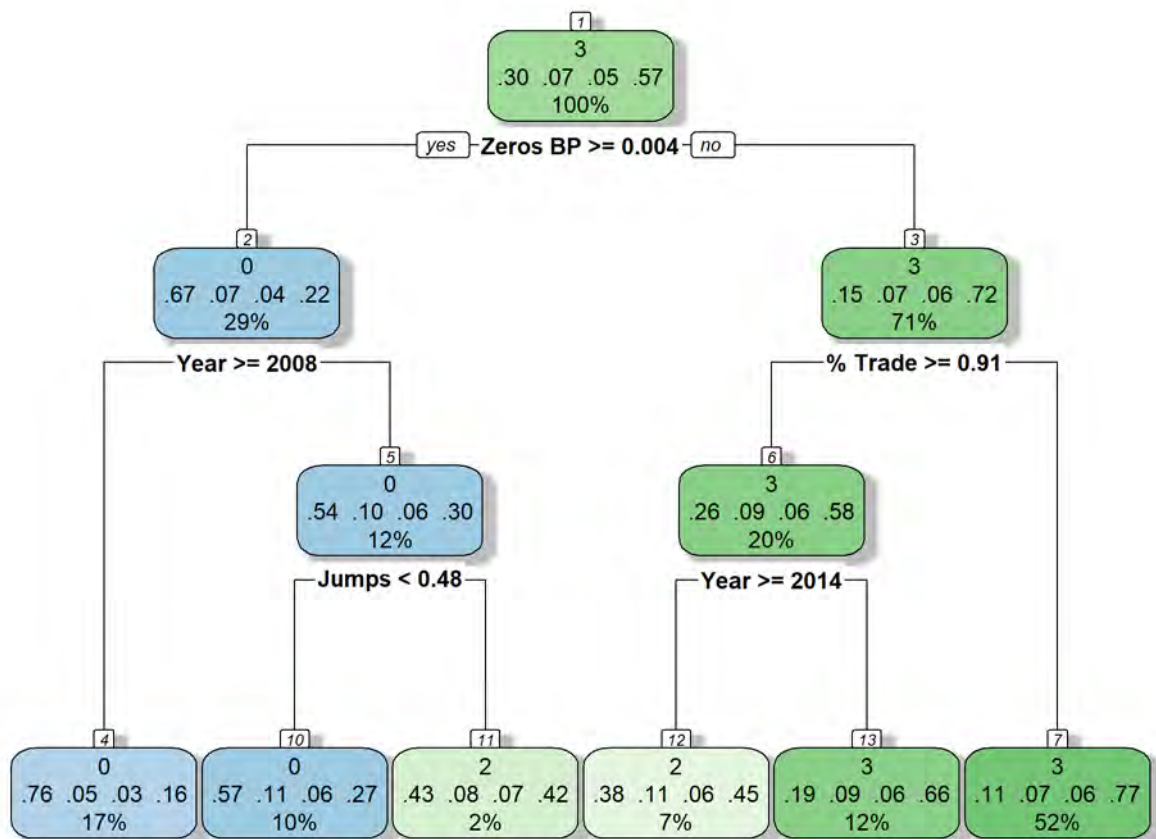 1
3
.30 .07 .05 .57
100%
yes Zeros BP >= 0.004 no
2
0
.67 .07 .04 .22
29%
3
3
.15 .07 .06 .72
71%
Year >= 2008
% Trade >= 0.91
5
0
.54 .10 .06 .30
12%
6
3
.26 .09 .06 .58
20%
Jumps < 0.48
Year >= 2014
4
0
.76 .05 .03 .16
17%
10
0
.57 .11 .06 .27
10%
11
2
.43 .08 .07 .42
2%
12
2
.38 .11 .06 .45
7%
13
3
.19 .09 .06 .66
12%
7
3
.11 .07 .06 .77
52%